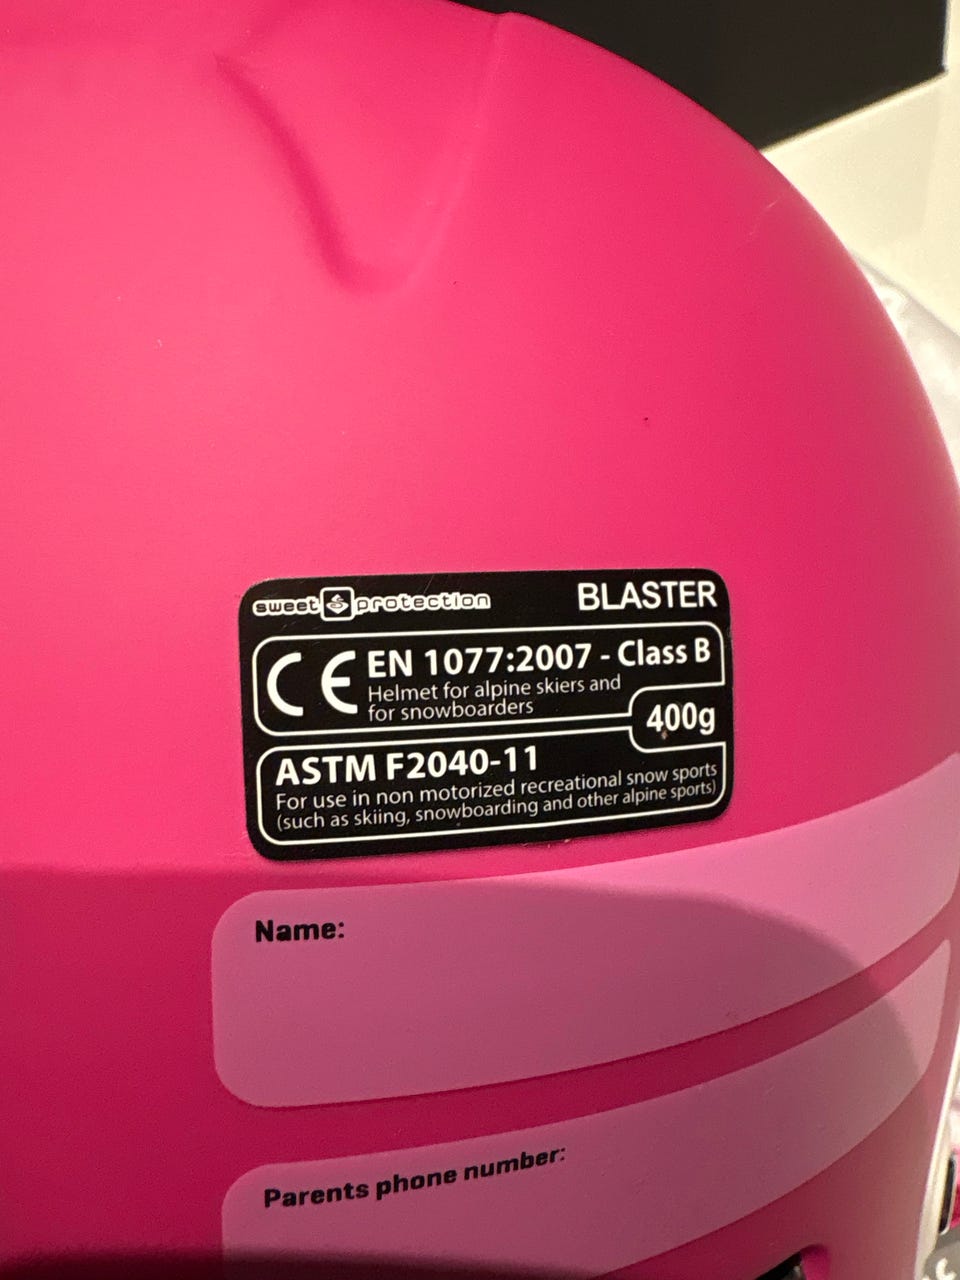 sweet protection BLASTER
CE EN 1077:2007 - Class B
Helmet for alpine skiers and
for snowboarders
400g
ASTM F2040-11
For use in non motorized recreational snow sports
(such as skiing, snowboarding and other alpine sports)
Name:
Parents phone number: